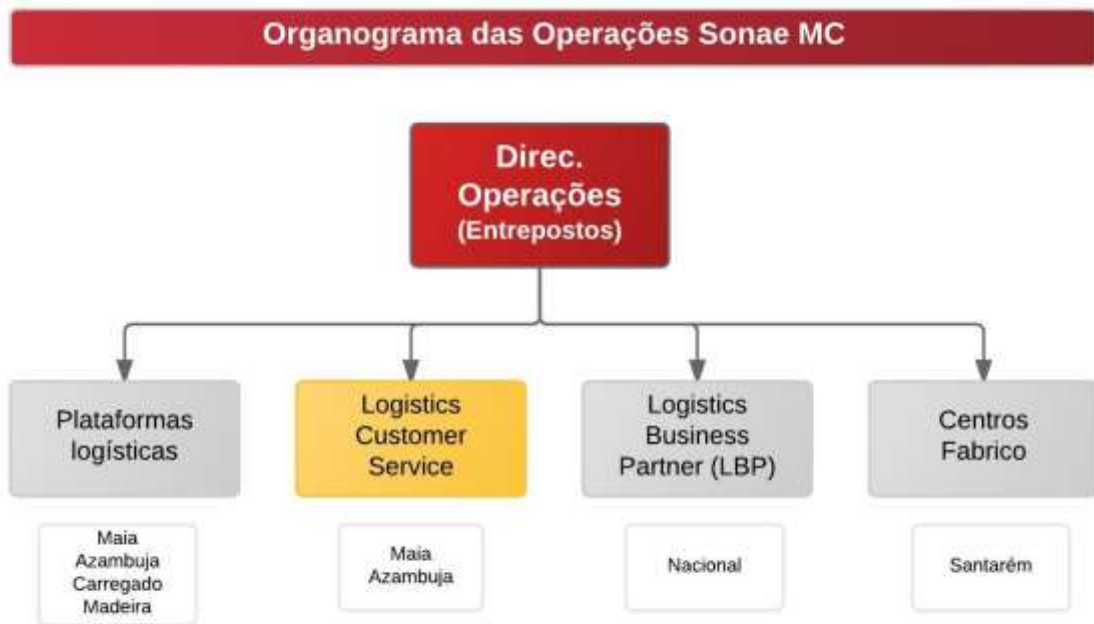 Organograma das Operações Sonae MC
Direc.
Operações
(Entrepostos)
Plataformas
logísticas
Logistics
Customer
Service
Logistics
Business
Partner (LBP)
Centros
Fabrico
Maia
Azambuja
Carregado
Madeira
Maia
Azambuja
Nacional
Santarém